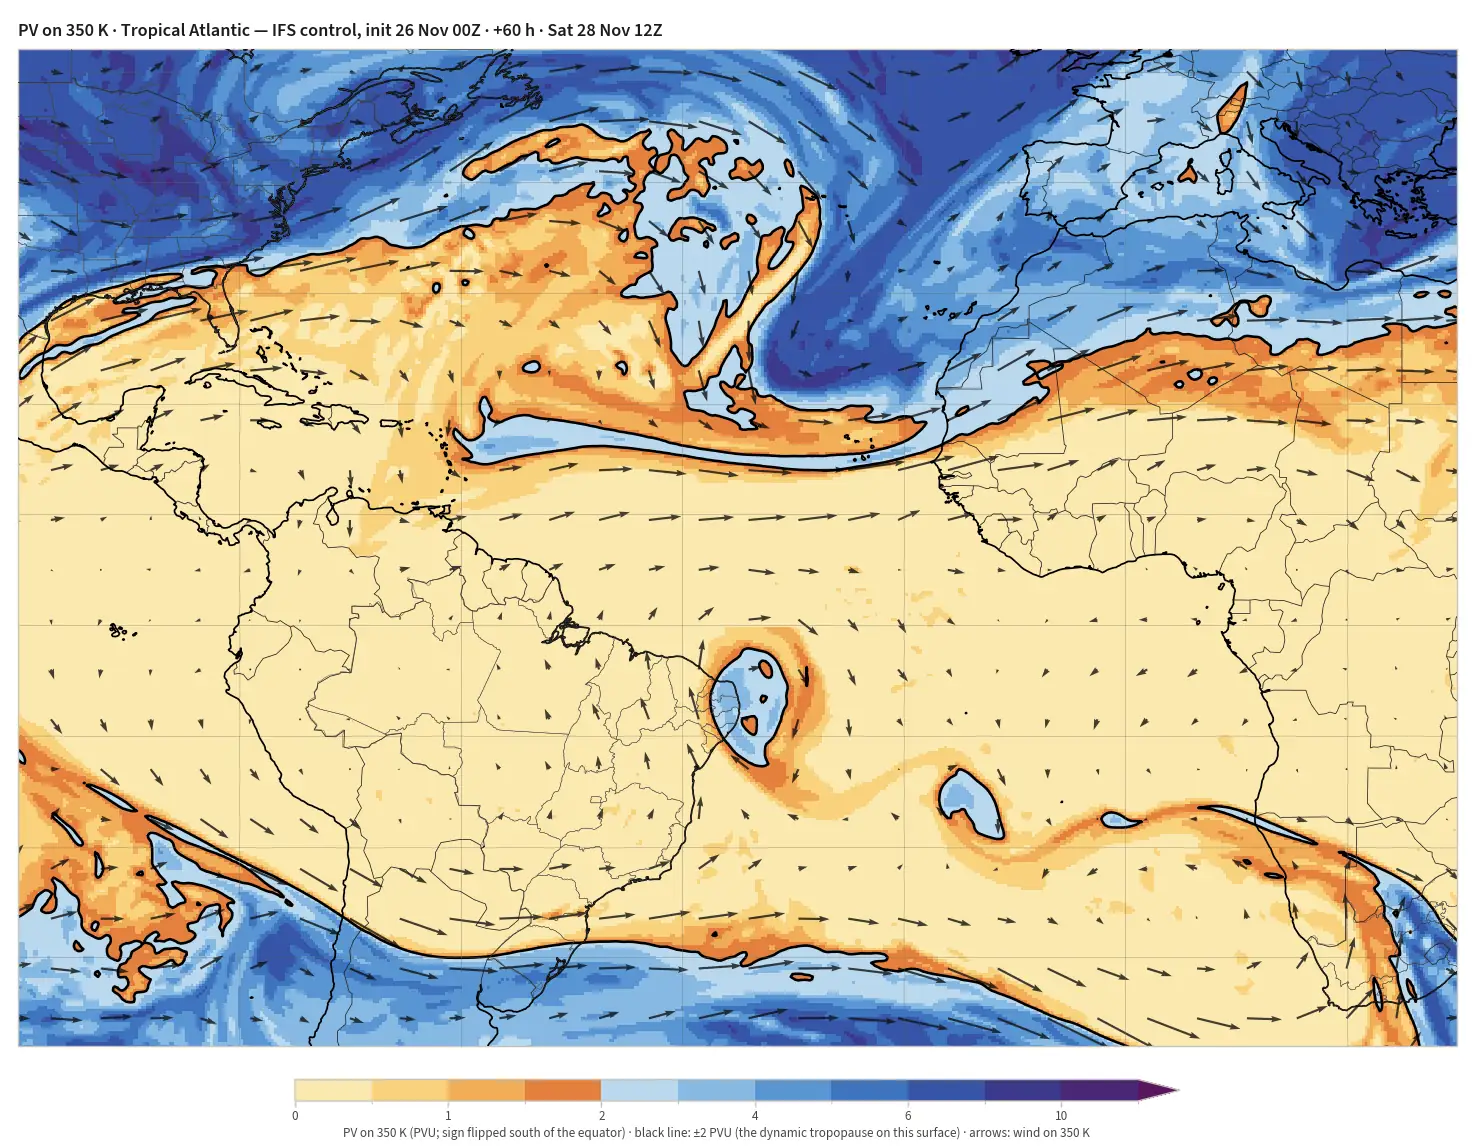 PV on 350 K · Tropical Atlantic — IFS control, init 26 Nov 00Z · +60 h · Sat 28 Nov 12Z
0 1 2 4 6 10
PV on 350 K (PVU; sign flipped south of the equator) · black line: ±2 PVU (the dynamic tropopause on this surface) · arrows: wind on 350 K